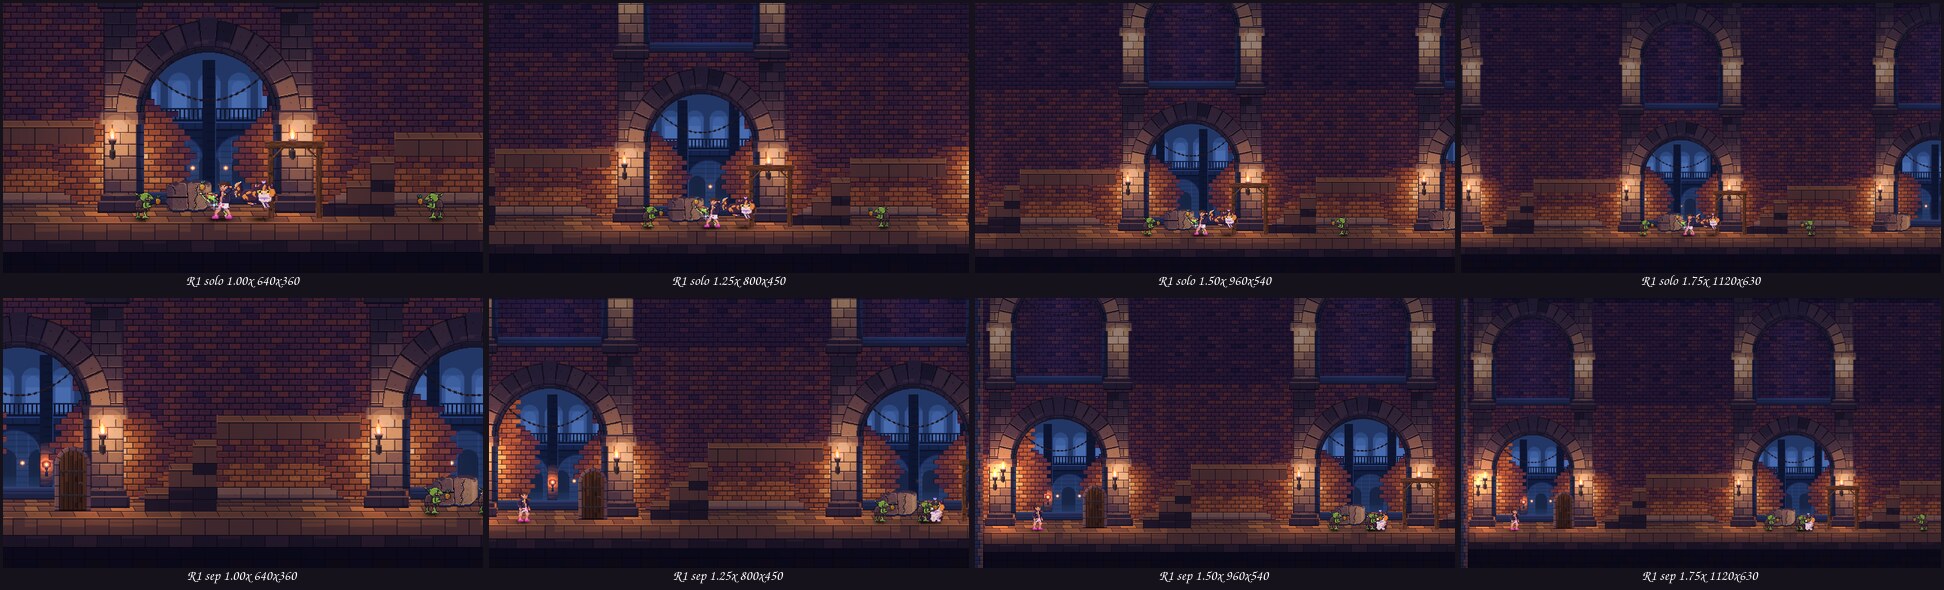 R1 solo 1.00x 640x360
R1 solo 1.25x 800x450
R1 solo 1.50x 960x540
R1 solo 1.75x 1120x630
R1 sep 1.00x 640x360
R1 sep 1.25x 800x450
R1 sep 1.50x 960x540
R1 sep 1.75x 1120x630